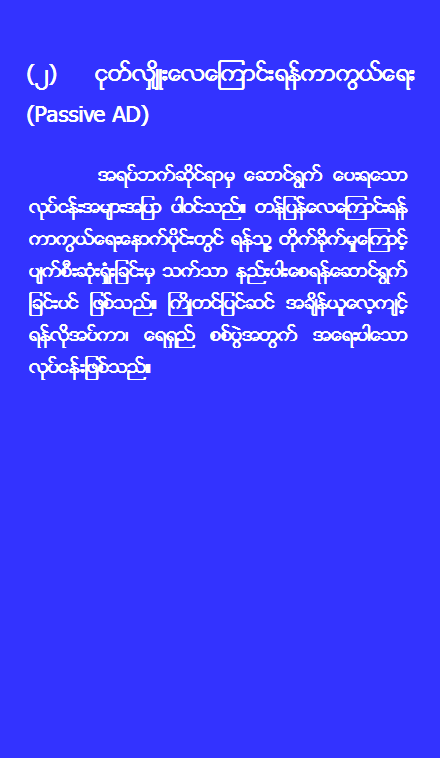 (၂) ငုတ်လျှိုးလေကြောင်းရန်ကာကွယ်ရေး
(Passive AD)
အရပ်ဘက်ဆိုင်ရာမှ ဆောင်ရွက် ပေးရသော
လုပ်ငန်းအများအပြာ ပါဝင်သည်။ တန်ပြန်လေကြောင်းရန်
ကာကွယ်ရေးနောက်ပိုင်းတွင် ရန်သူ့ တိုက်ခိုက်မှုကြောင့်
ပျက်စီးဆုံးရှုံးခြင်းမှ သက်သာ နည်းပါးစေရန်ဆောင်ရွက်
ခြင်းပင် ဖြစ်သည်။ ကြိုတင်ပြင်ဆင် အချိန်ယူလေ့ကျင့်
ရန်လိုအပ်ကာ၊ ရေရှည် စစ်ပွဲအတွက် အရေးပါသော
လုပ်ငန်းဖြစ်သည်။